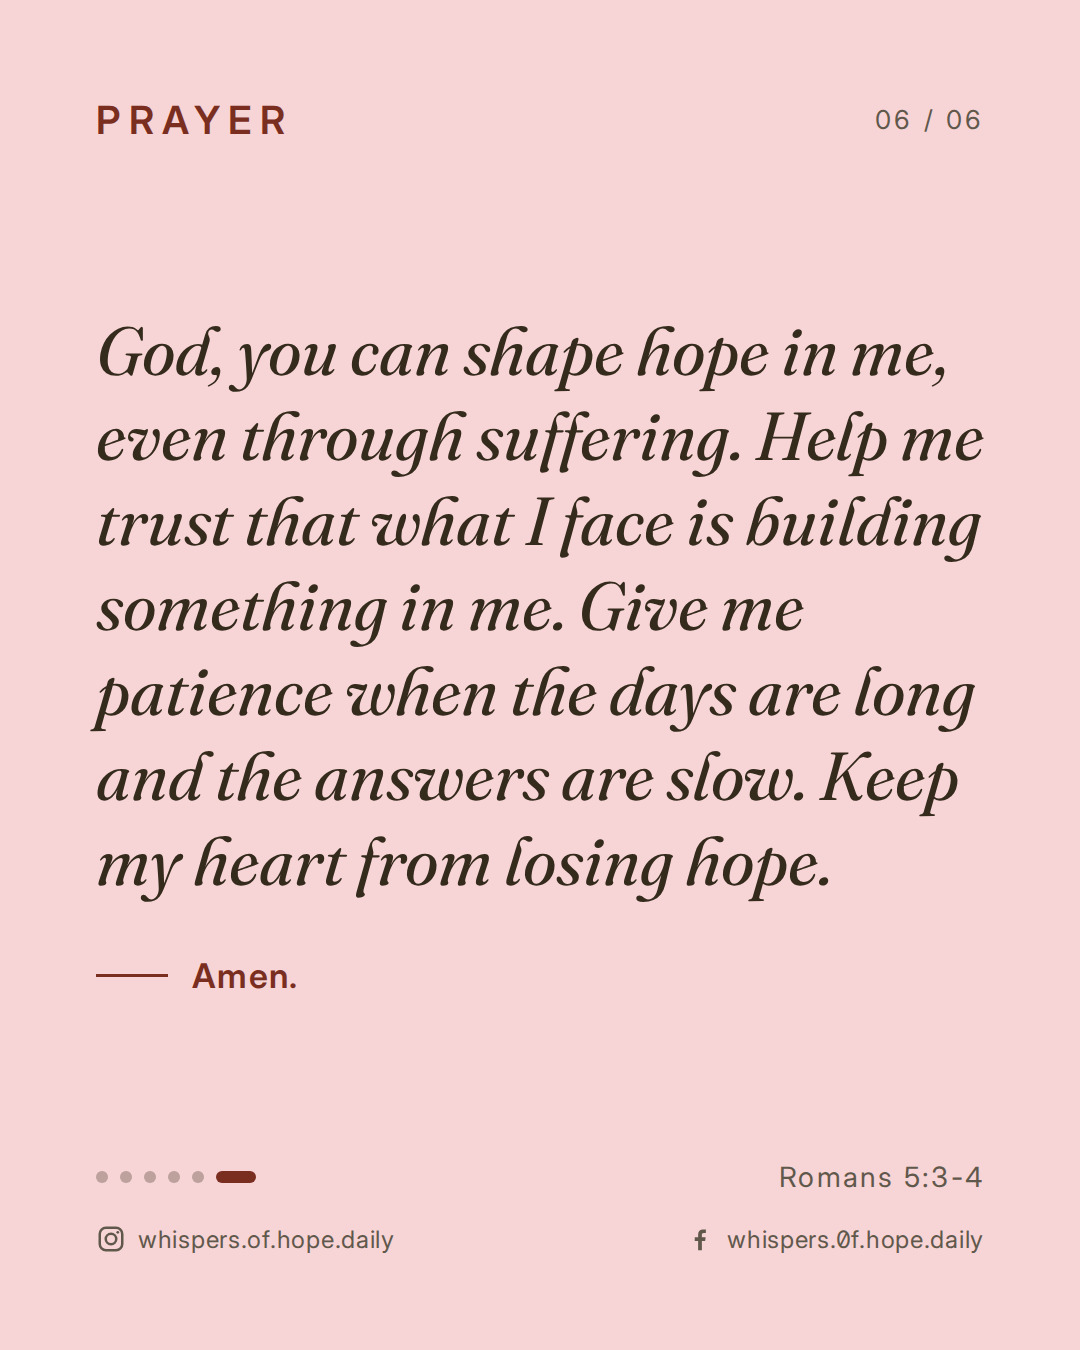 PRAYER
06 / 06
God, you can shape hope in me,
even through suffering. Help me
trust that what I face is building
something in me. Give me
patience when the days are long
and the answers are slow. Keep
my heart from losing hope.
— Amen.
Romans 5:3-4
whispers.of.hope.daily
whispers.0f.hope.daily